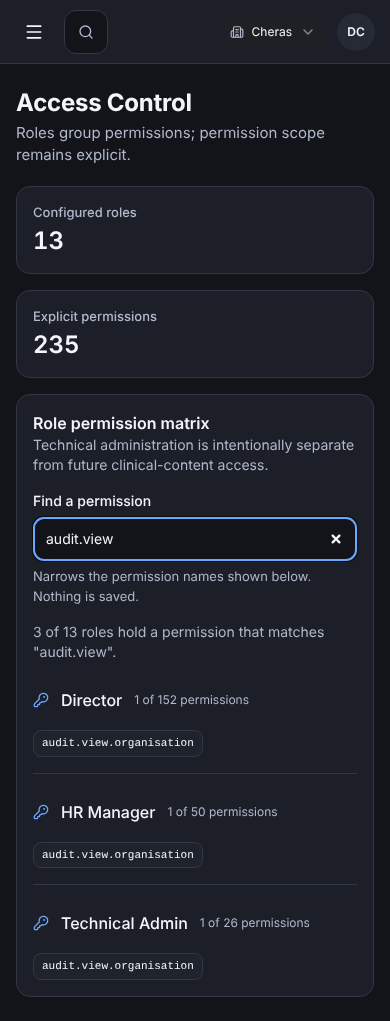 Cheras
DC
Access Control
Roles group permissions; permission scope
remains explicit.
Configured roles
13
Explicit permissions
235
Role permission matrix
Technical administration is intentionally separate
from future clinical-content access.
Find a permission
audit.view
Narrows the permission names shown below.
Nothing is saved.
3 of 13 roles hold a permission that matches
"audit.view".
Director 1 of 152 permissions
audit.view.organisation
HR Manager 1 of 50 permissions
audit.view.organisation
Technical Admin 1 of 26 permissions
audit.view.organisation